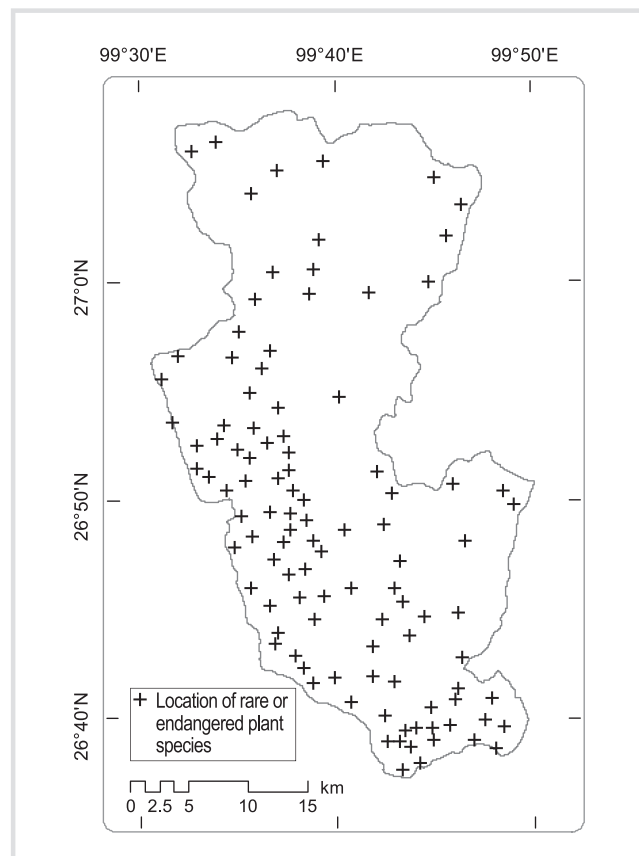 99°30'E 99°40'E 99°50'E
27°0'N
26°50'N
26°40'N
Location of rare or
endangered plant
species
km
0 2.5 5 10 15